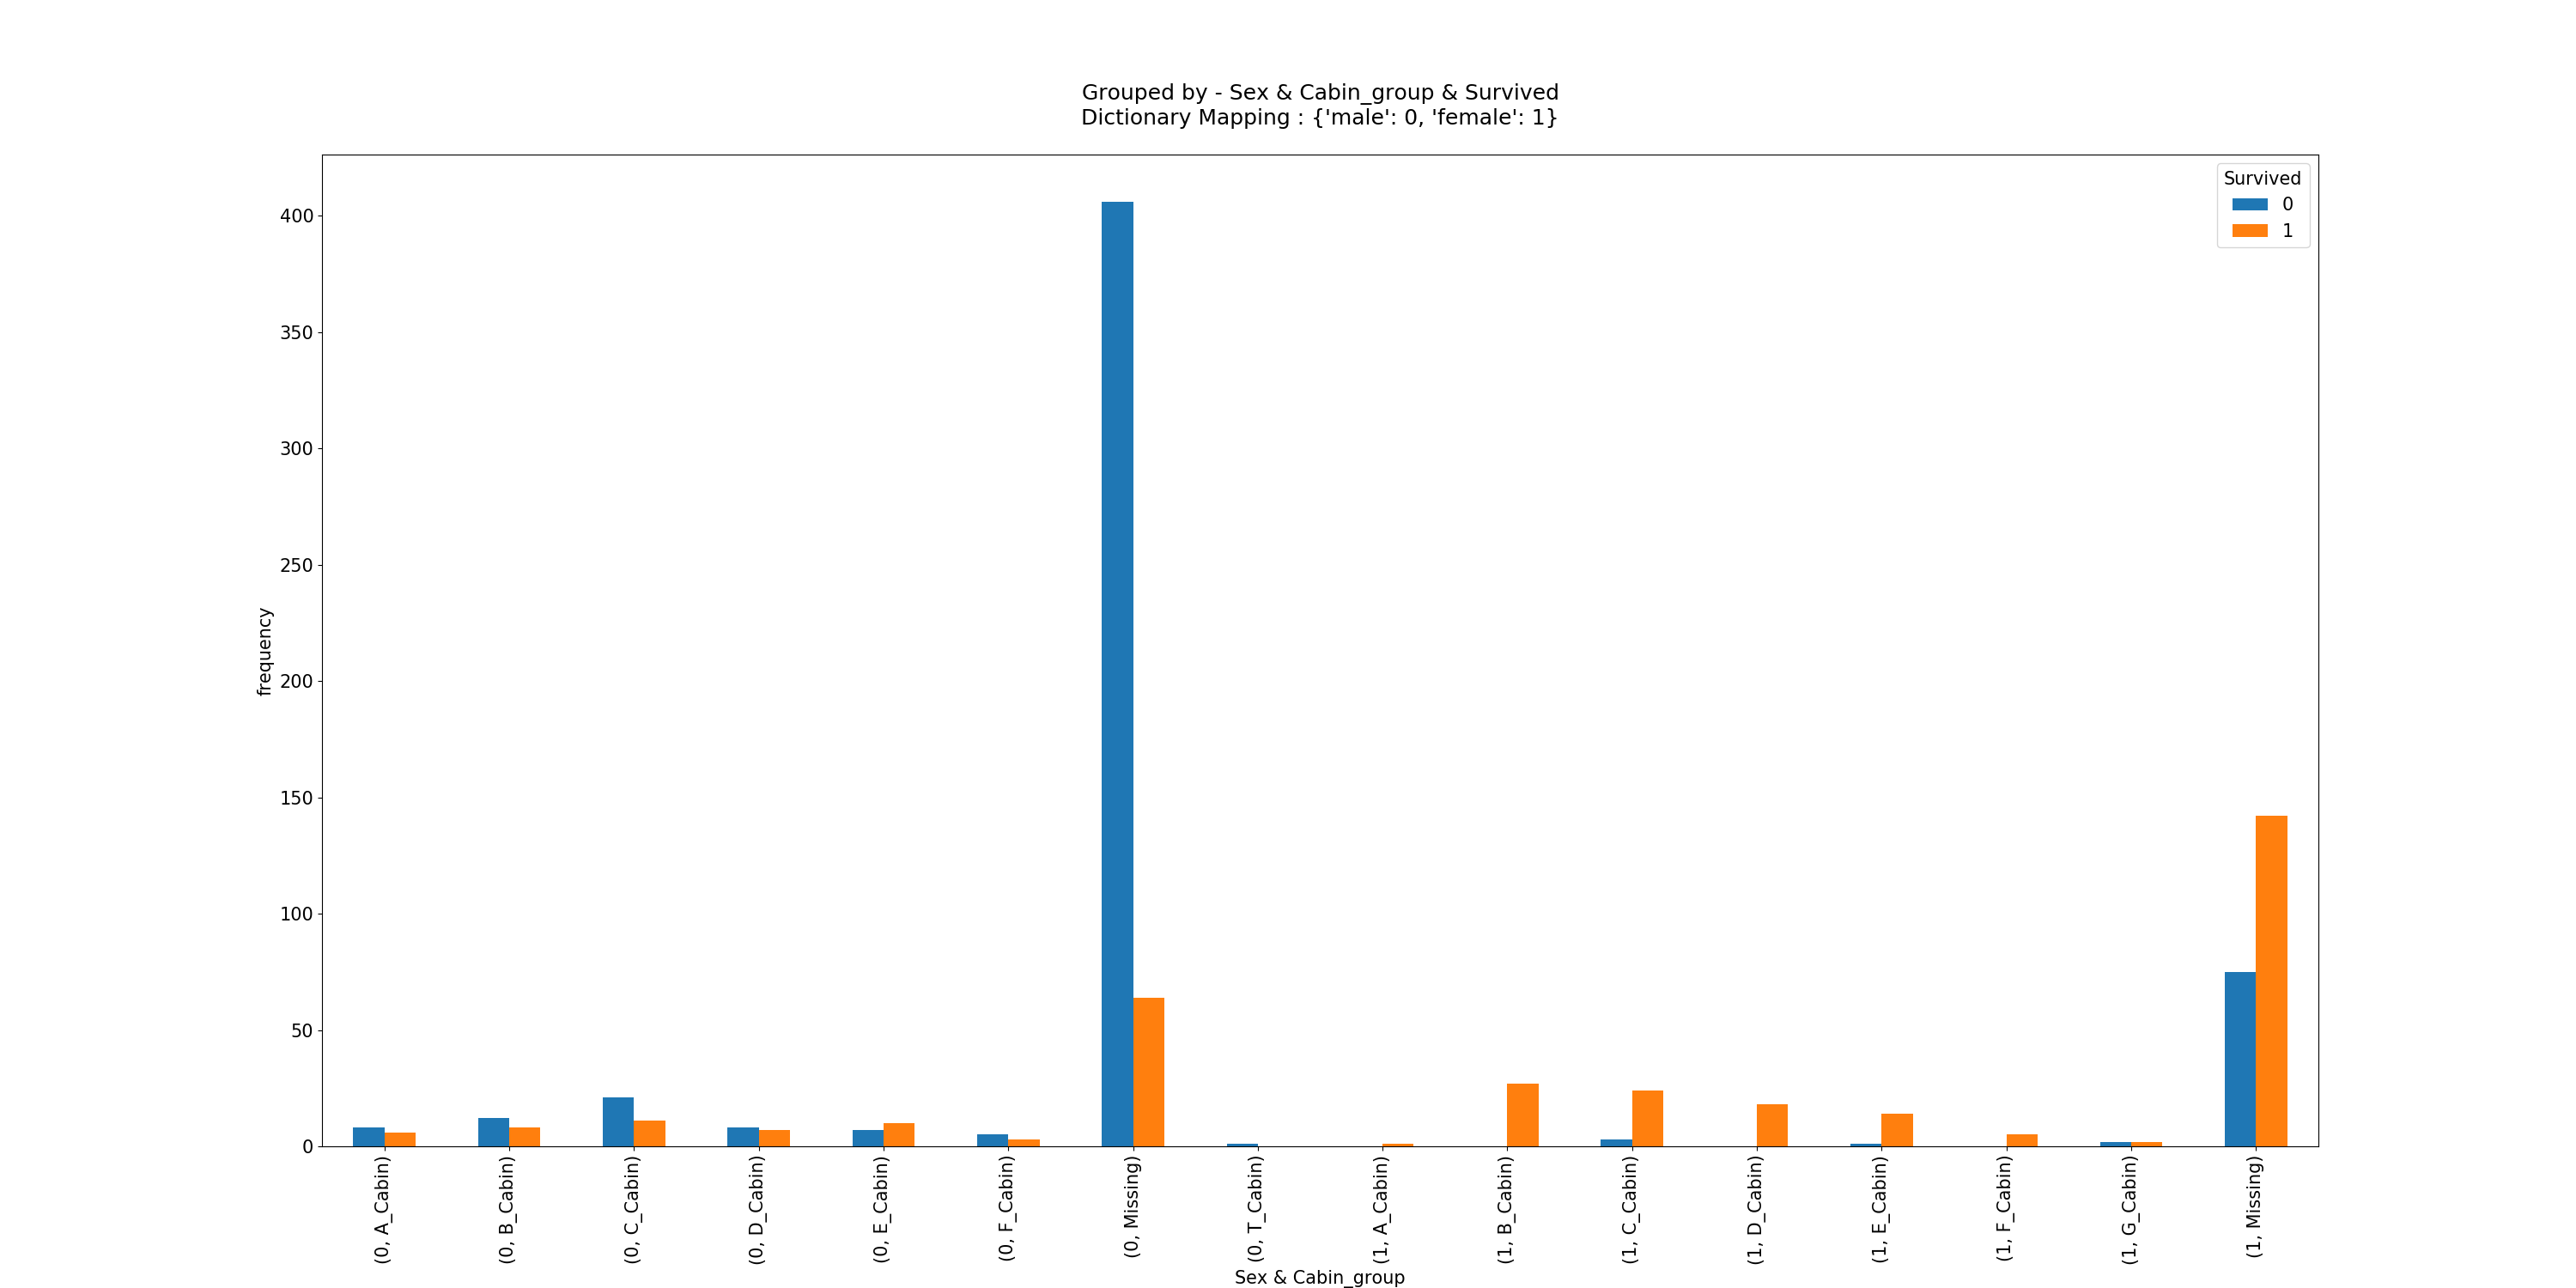 Grouped by - Sex & Cabin_group & Survived
Dictionary Mapping : {'male': 0, 'female': 1}
Survived
0
1
400
350
300
250
200
150
100
50
0
frequency
(0, A_Cabin)
(0, B_Cabin)
(0, C_Cabin)
(0, D_Cabin)
(0, E_Cabin)
(0, F_Cabin)
(0, Missing)
(0, T_Cabin)
(1, A_Cabin)
(1, B_Cabin)
(1, C_Cabin)
(1, D_Cabin)
(1, E_Cabin)
(1, F_Cabin)
(1, G_Cabin)
(1, Missing)
Sex & Cabin_group